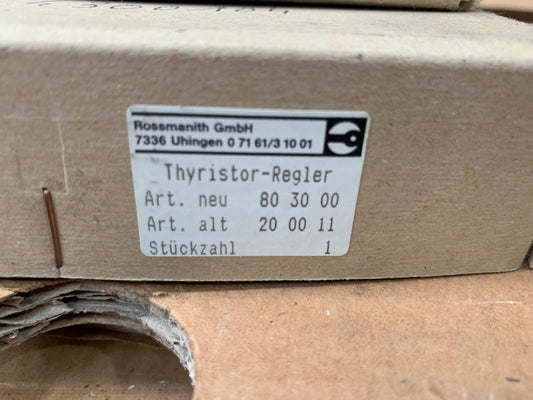 Rossmanith GmbH
7336 Uhingen 0 71 61/3 10 01
Thyristor-Regler
Art. neu 80 30 00
Art. alt 20 00 11
Stückzahl 1